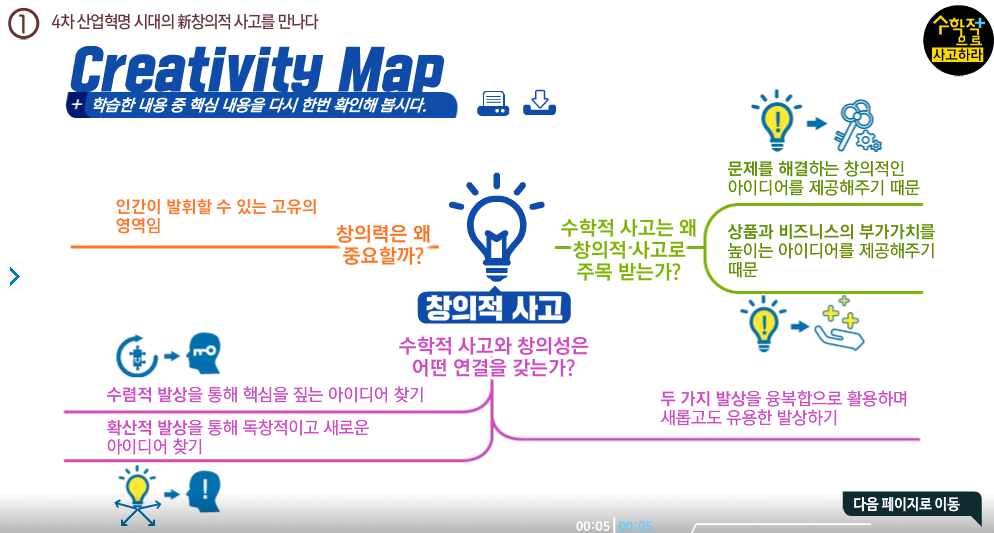 1 4차 산업혁명 시대의 新창의적 사고를 만나다
수학적
으로
사고하라
Creativity Map
+ 학습한 내용 중 핵심 내용을 다시 한번 확인해 봅시다.
문제를 해결하는 창의적인
아이디어를 제공해주기 때문
인간이 발휘할 수 있는 고유의
영역임
창의력은 왜
중요할까?
수학적 사고는 왜
창의적 사고로
주목 받는가?
상품과 비즈니스의 부가가치를
높이는 아이디어를 제공해주기
때문
창의적 사고
수학적 사고와 창의성은
어떤 연결을 갖는가?
수렴적 발상을 통해 핵심을 짚는 아이디어 찾기
확산적 발상을 통해 독창적이고 새로운
아이디어 찾기
두 가지 발상을 융복합으로 활용하며
새롭고도 유용한 발상하기
다음 페이지로 이동
00:05 00:05